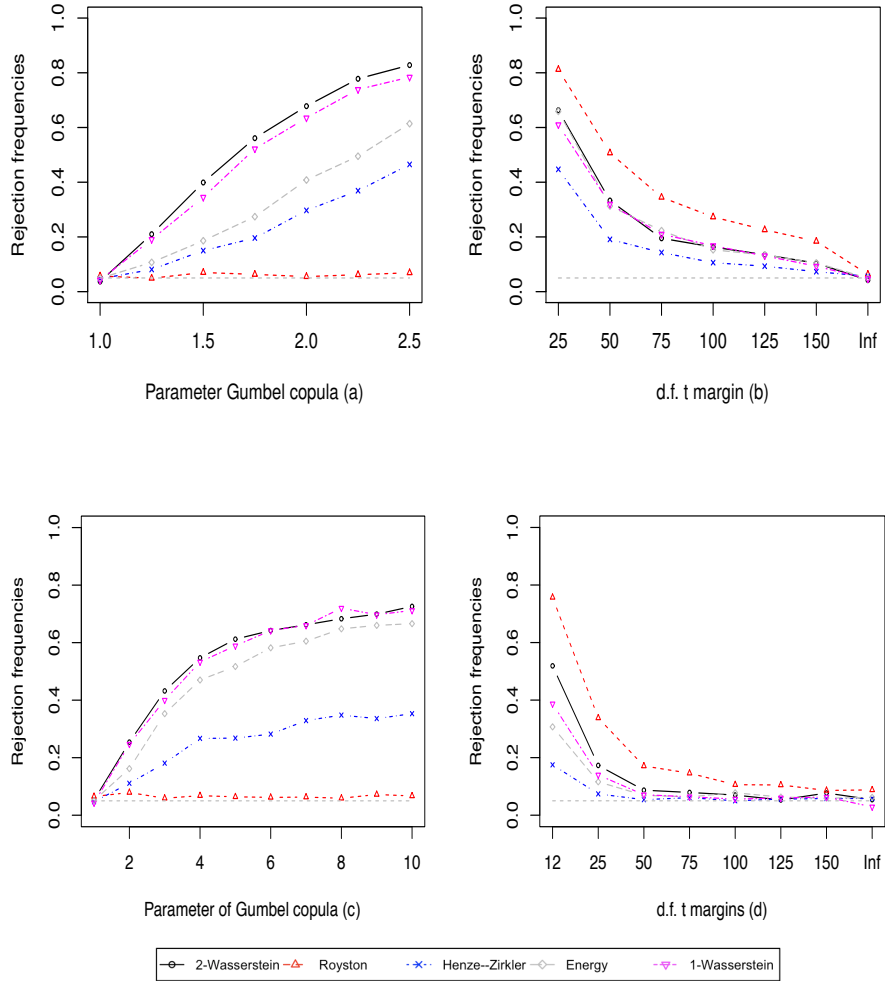 Rejection frequencies
0.0 0.2 0.4 0.6 0.8 1.0
1.0 1.5 2.0 2.5
Parameter Gumbel copula (a)
Rejection frequencies
0.0 0.2 0.4 0.6 0.8 1.0
25 50 75 100 125 150 Inf
d.f. t margin (b)
Rejection frequencies
0.0 0.2 0.4 0.6 0.8 1.0
2 4 6 8 10
Parameter of Gumbel copula (c)
Rejection frequencies
0.0 0.2 0.4 0.6 0.8 1.0
12 25 50 75 100 125 150 Inf
d.f. t margins (d)
2-Wasserstein Royston Henze--Zirkler Energy 1-Wasserstein